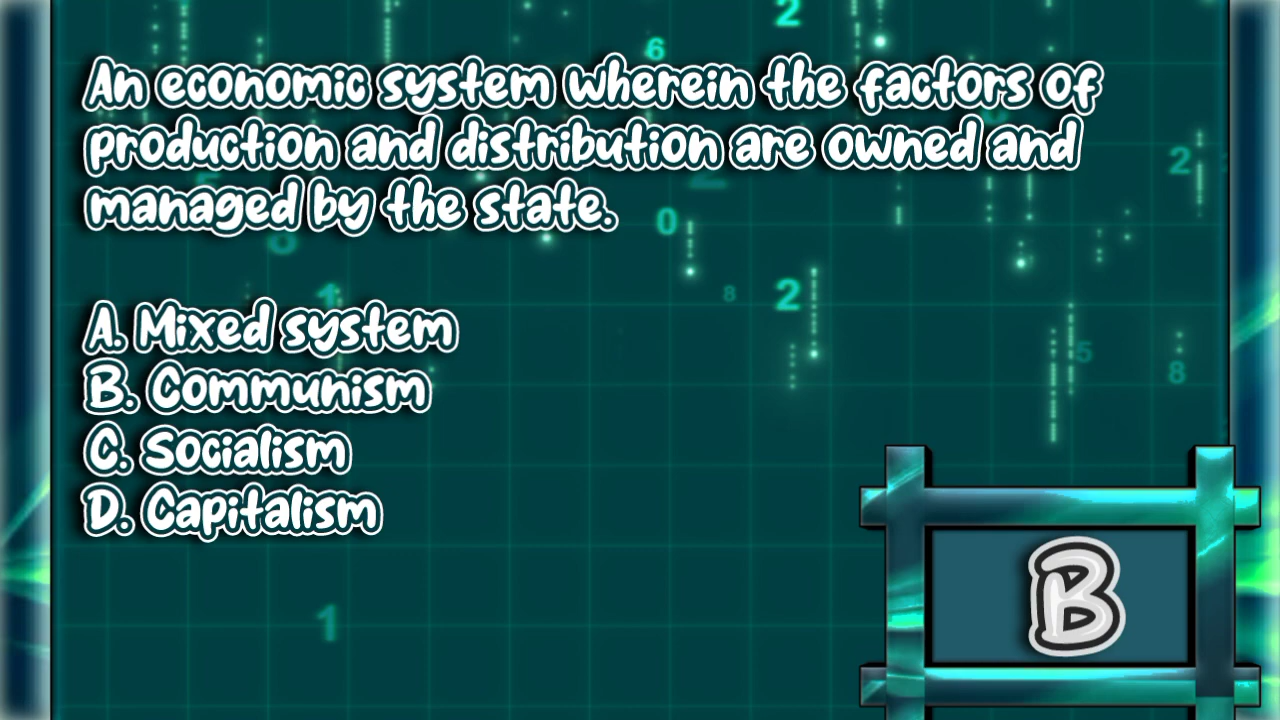 An economic system wherein the factors of
production and distribution are owned and
managed by the state.
A. Mixed system
B. Communism
C. Socialism
D. Capitalism
B